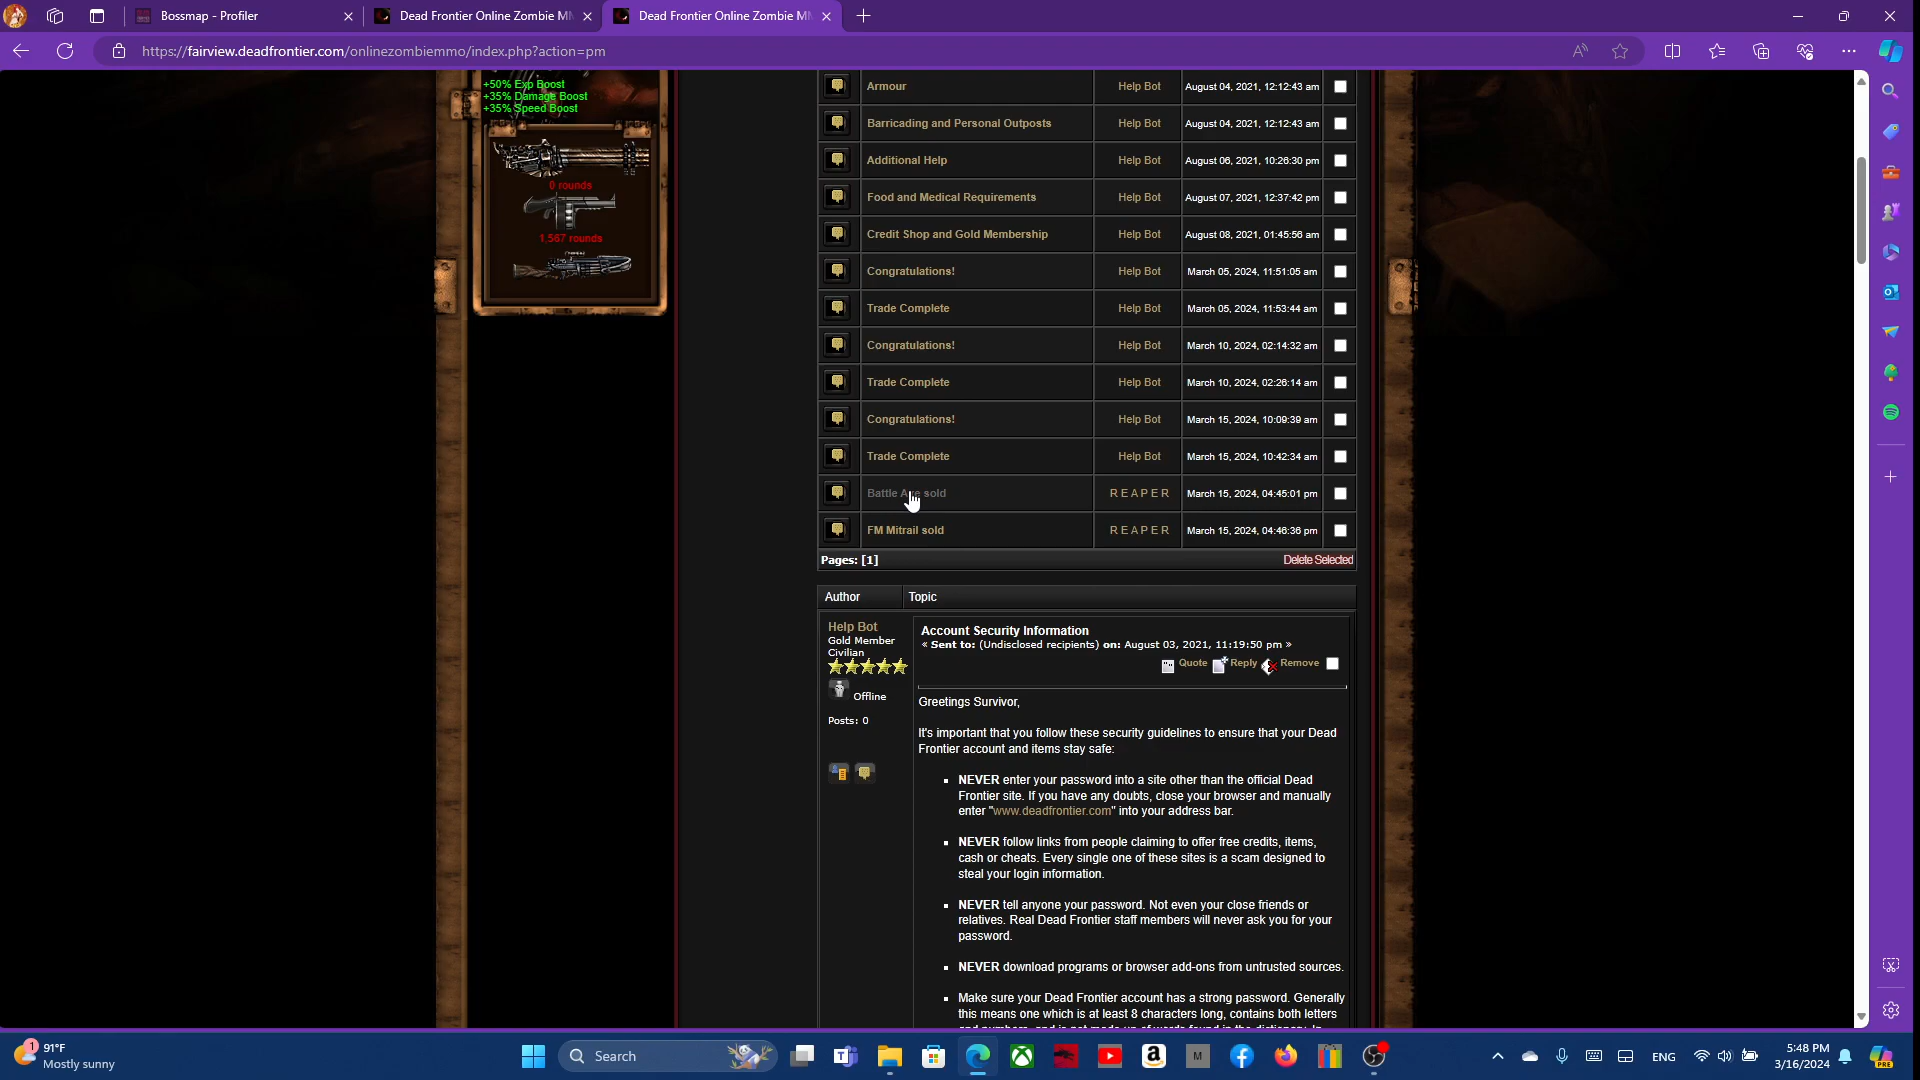 Bossmap - Profiler
Dead Frontier Online Zombie MM
Dead Frontier Online Zombie MM
https://fairview.deadfrontier.com/onlinezombiemmo/index.php?action=pm
+50% Exp Boost
+35% Damage Boost
+35% Speed Boost
0 rounds
1,567 rounds
Armour Help Bot August 04, 2021, 12:12:43 am
Barricading and Personal Outposts Help Bot August 04, 2021, 12:12:43 am
Additional Help Help Bot August 06, 2021, 10:26:30 pm
Food and Medical Requirements Help Bot August 07, 2021, 12:37:42 pm
Credit Shop and Gold Membership Help Bot August 08, 2021, 01:45:56 am
Congratulations! Help Bot March 05, 2024, 11:51:05 am
Trade Complete Help Bot March 05, 2024, 11:53:44 am
Congratulations! Help Bot March 10, 2024, 02:14:32 am
Trade Complete Help Bot March 10, 2024, 02:26:14 am
Congratulations! Help Bot March 15, 2024, 10:09:39 am
Trade Complete Help Bot March 15, 2024, 10:42:34 am
Battle Axe sold R E A P E R March 15, 2024, 04:45:01 pm
FM Mitrail sold R E A P E R March 15, 2024, 04:46:36 pm
Pages: [1] Delete Selected
Author Topic
Help Bot
Gold Member
Civilian
Offline
Posts: 0
Account Security Information
« Sent to: (Undisclosed recipients) on: August 03, 2021, 11:19:50 pm »
Quote Reply Remove
Greetings Survivor,
It's important that you follow these security guidelines to ensure that your Dead
Frontier account and items stay safe:
NEVER enter your password into a site other than the official Dead
Frontier site. If you have any doubts, close your browser and manually
enter "www.deadfrontier.com" into your address bar.
NEVER follow links from people claiming to offer free credits, items,
cash or cheats. Every single one of these sites is a scam designed to
steal your login information.
NEVER tell anyone your password. Not even your close friends or
relatives. Real Dead Frontier staff members will never ask you for your
password.
NEVER download programs or browser add-ons from untrusted sources.
Make sure your Dead Frontier account has a strong password. Generally
this means one which is at least 8 characters long, contains both letters
1
91°F
Mostly sunny
Search
M
ENG
5:48 PM
3/16/2024
PRE